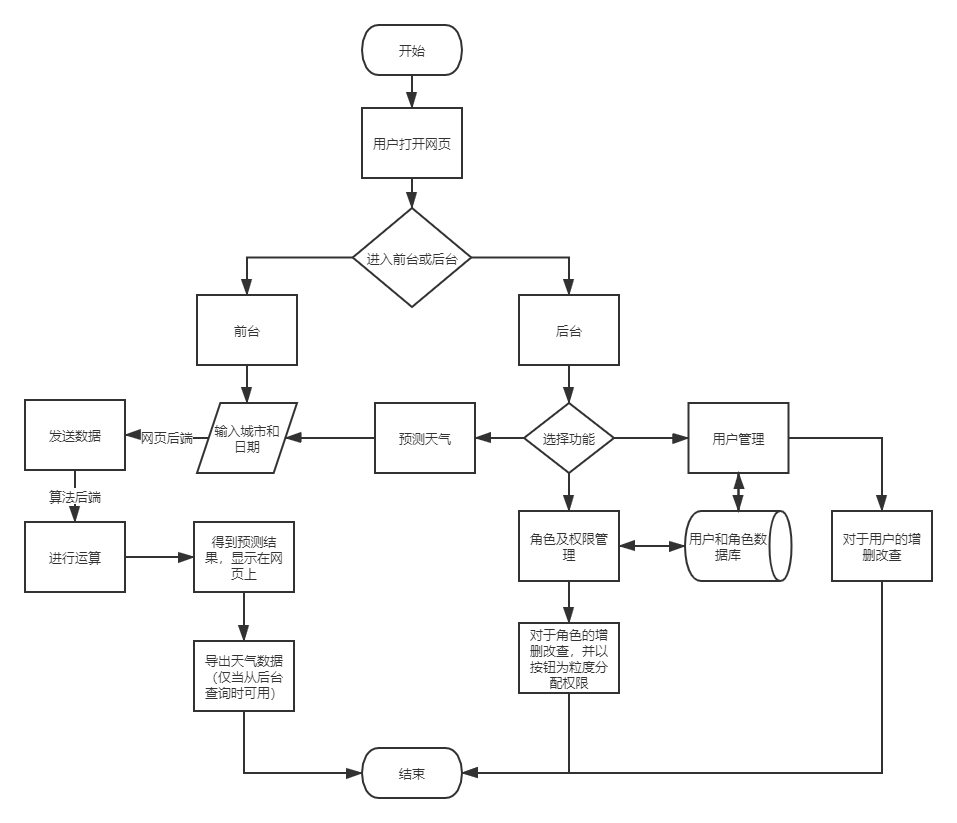 开始
用户打开网页
进入前台或后台
前台
后台
发送数据
网页后端
输入城市和
日期
预测天气
选择功能
用户管理
算法后端
进行运算
得到预测结
果，显示在网
页上
角色及权限管
理
用户和角色数
据库
对于用户的增
删改查
导出天气数据
（仅当从后台
查询时可用）
对于角色的增
删改查，并以
按钮为粒度分
配权限
结束